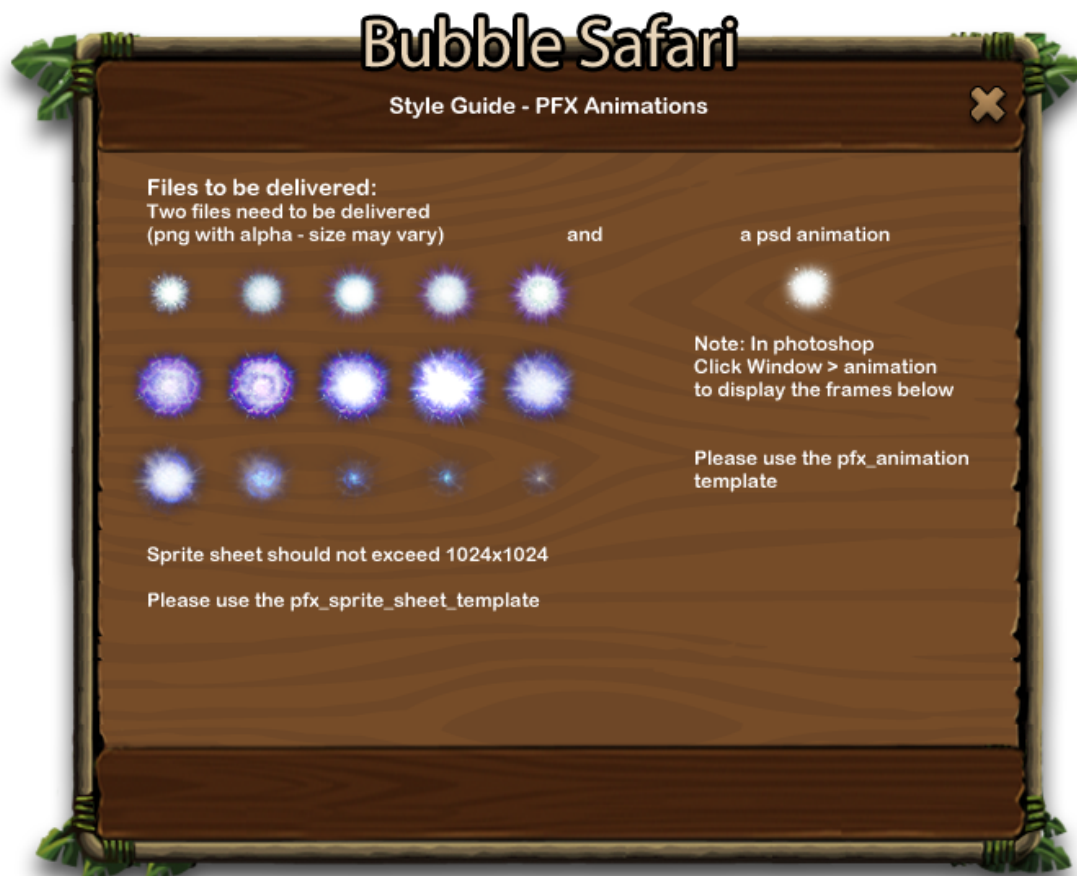 Bubble Safari
Style Guide - PFX Animations
Files to be delivered:
Two files need to be delivered
(png with alpha - size may vary)
and
a psd animation
Note: In photoshop
Click Window > animation
to display the frames below
Please use the pfx_animation
template
Sprite sheet should not exceed 1024x1024
Please use the pfx_sprite_sheet_template